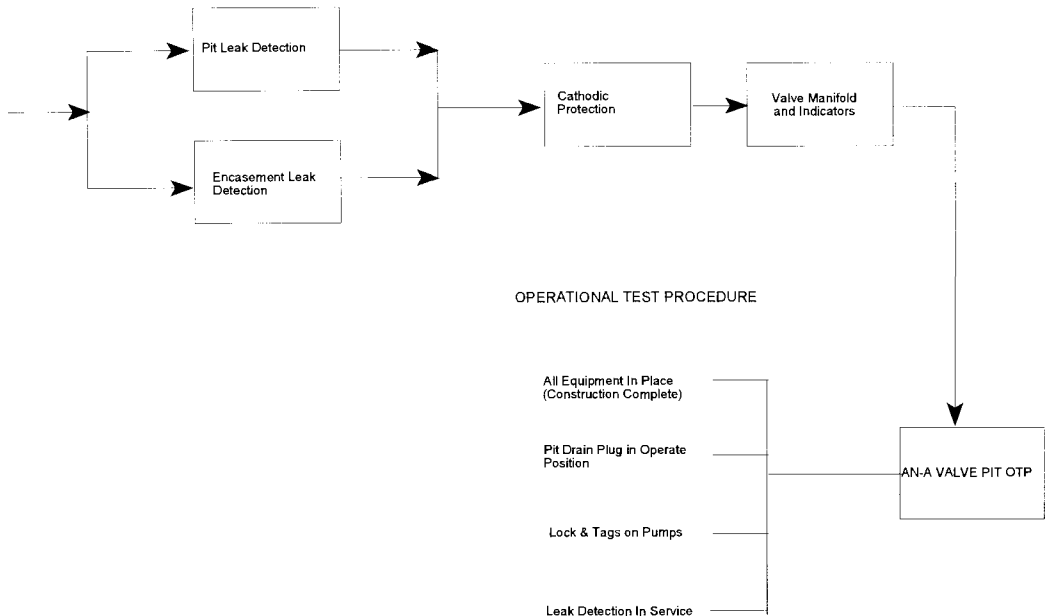 Pit Leak Detection
Encasement Leak
Detection
Cathodic
Protection
Valve Manifold
and Indicators
OPERATIONAL TEST PROCEDURE
All Equipment In Place
(Construction Complete)
Pit Drain Plug in Operate
Position
Lock & Tags on Pumps
Leak Detection In Service
AN-A VALVE PIT OTP